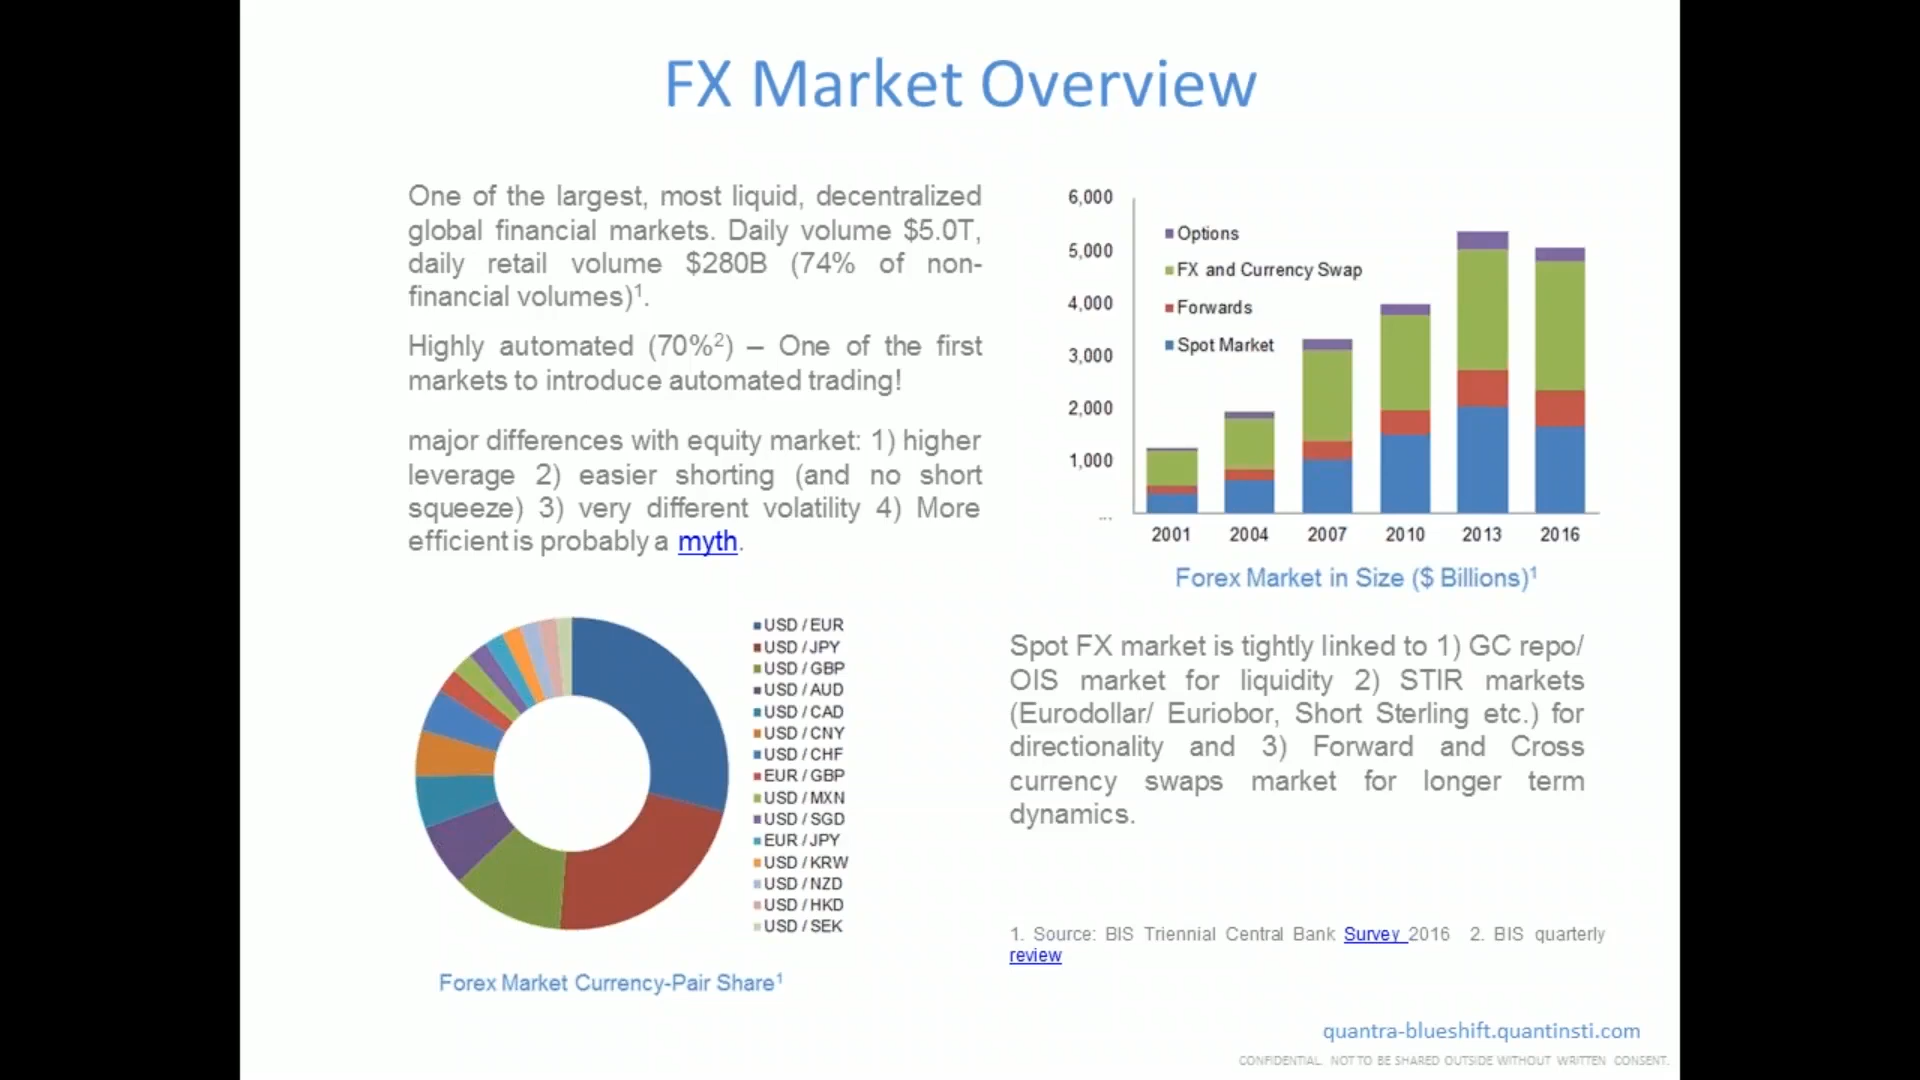 FX Market Overview
One of the largest, most liquid, decentralized
global financial markets. Daily volume $5.0T,
daily retail volume $280B (74% of non-
financial volumes)¹.
Highly automated (70%²) – One of the first
markets to introduce automated trading!
major differences with equity market: 1) higher
leverage 2) easier shorting (and no short
squeeze) 3) very different volatility 4) More
efficient is probably a myth.
6,000
5,000
4,000
3,000
2,000
1,000
...
Options
FX and Currency Swap
Forwards
Spot Market
2001 2004 2007 2010 2013 2016
Forex Market in Size ($ Billions)¹
USD / EUR
USD / JPY
USD / GBP
USD / AUD
USD / CAD
USD / CNY
USD / CHF
EUR / GBP
USD / MXN
USD / SGD
EUR / JPY
USD / KRW
USD / NZD
USD / HKD
USD / SEK
Forex Market Currency-Pair Share¹
Spot FX market is tightly linked to 1) GC repo/
OIS market for liquidity 2) STIR markets
(Eurodollar/ Euriobor, Short Sterling etc.) for
directionality and 3) Forward and Cross
currency swaps market for longer term
dynamics.
1. Source: BIS Triennial Central Bank Survey 2016 2. BIS quarterly
review
quantra-blueshift.quantinsti.com
CONFIDENTIAL. NOT TO BE SHARED OUTSIDE WITHOUT WRITTEN CONSENT.